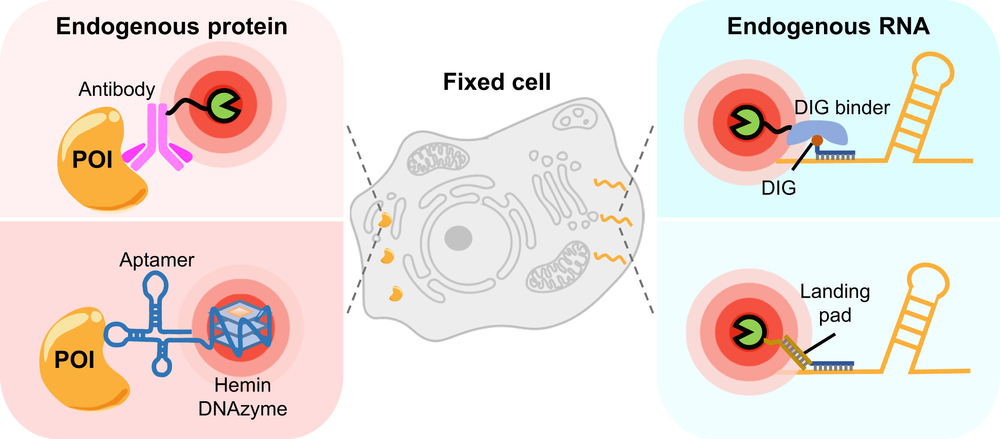 Endogenous protein
Antibody
POI
Aptamer
POI
Hemin
DNAzyme
Fixed cell
Endogenous RNA
DIG binder
DIG
Landing
pad